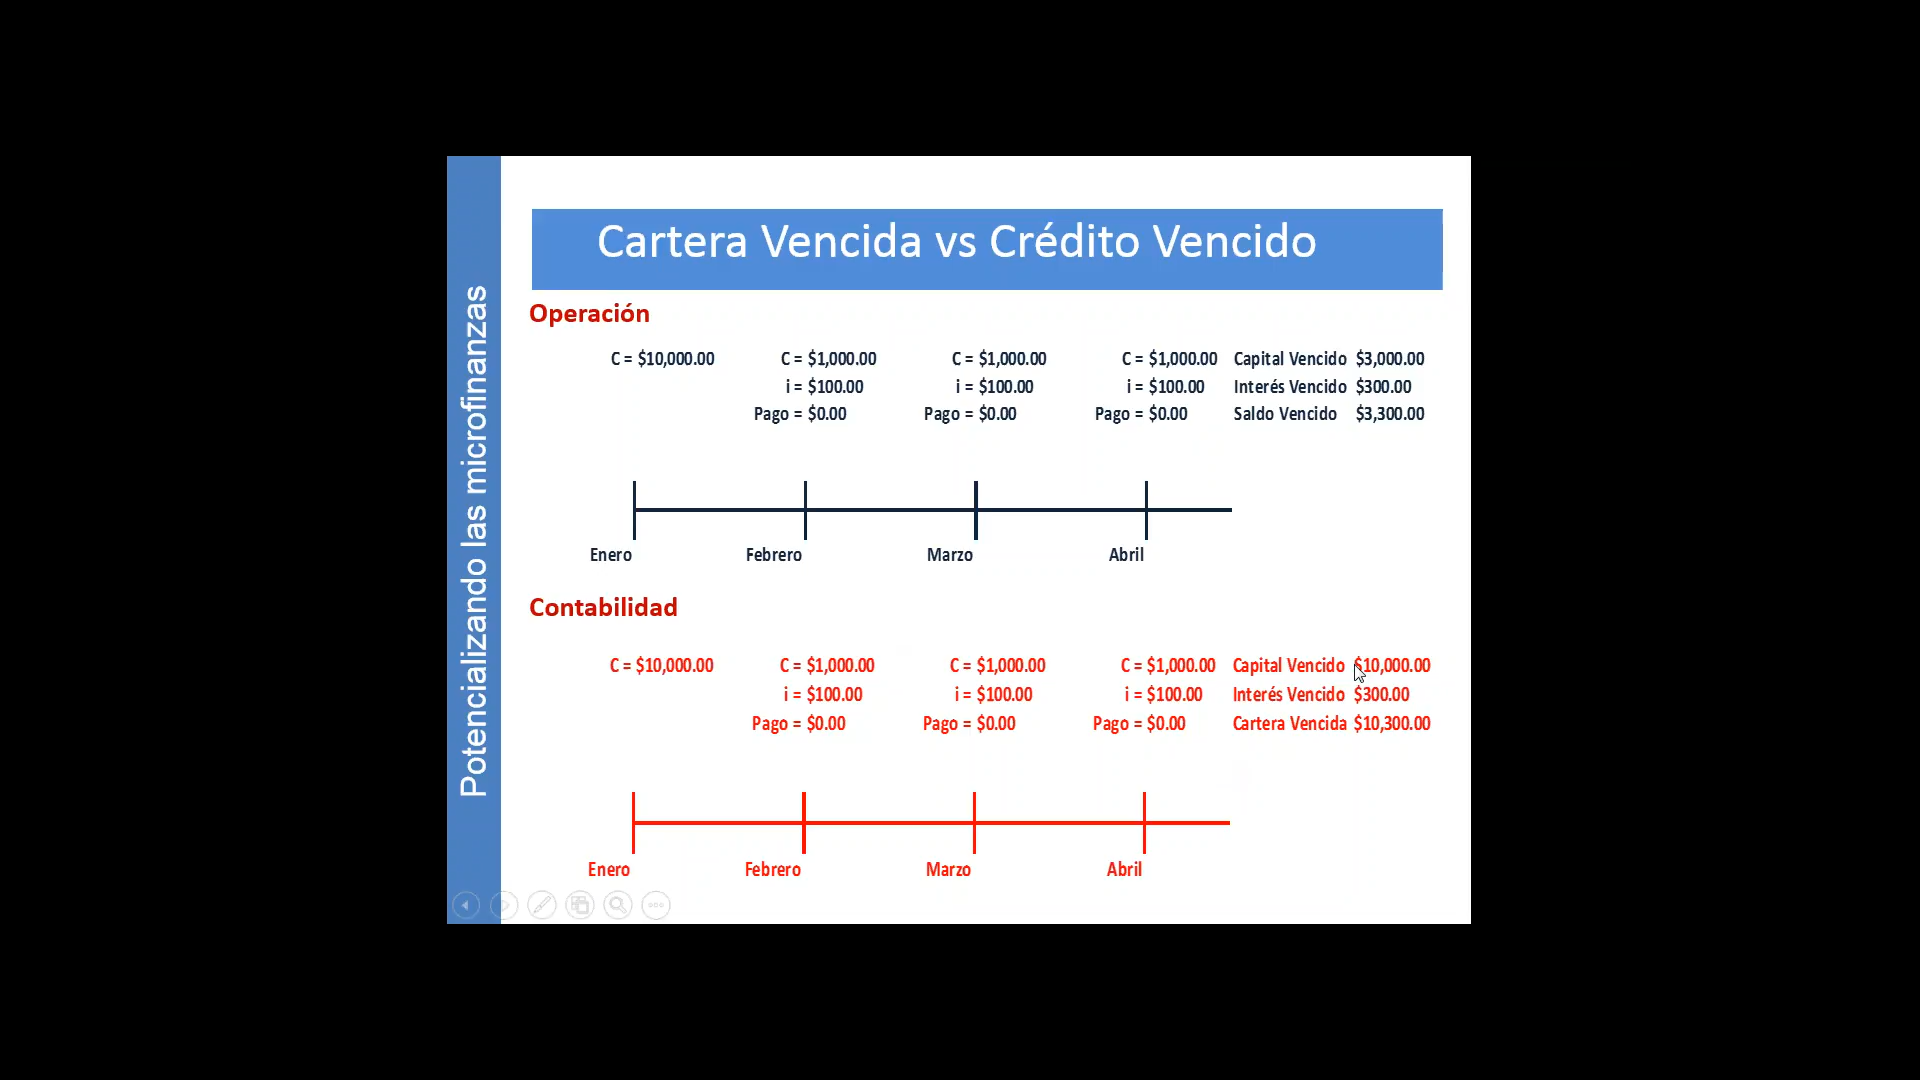 Potencializando las microfinanzas
Cartera Vencida vs Crédito Vencido
Operación
C = $10,000.00 C = $1,000.00 C = $1,000.00 C = $1,000.00 Capital Vencido $3,000.00
i = $100.00 i = $100.00 i = $100.00 Interés Vencido $300.00
Pago = $0.00 Pago = $0.00 Pago = $0.00 Saldo Vencido $3,300.00
Enero Febrero Marzo Abril
Contabilidad
C = $10,000.00 C = $1,000.00 C = $1,000.00 C = $1,000.00 Capital Vencido $10,000.00
i = $100.00 i = $100.00 i = $100.00 Interés Vencido $300.00
Pago = $0.00 Pago = $0.00 Pago = $0.00 Cartera Vencida $10,300.00
Enero Febrero Marzo Abril